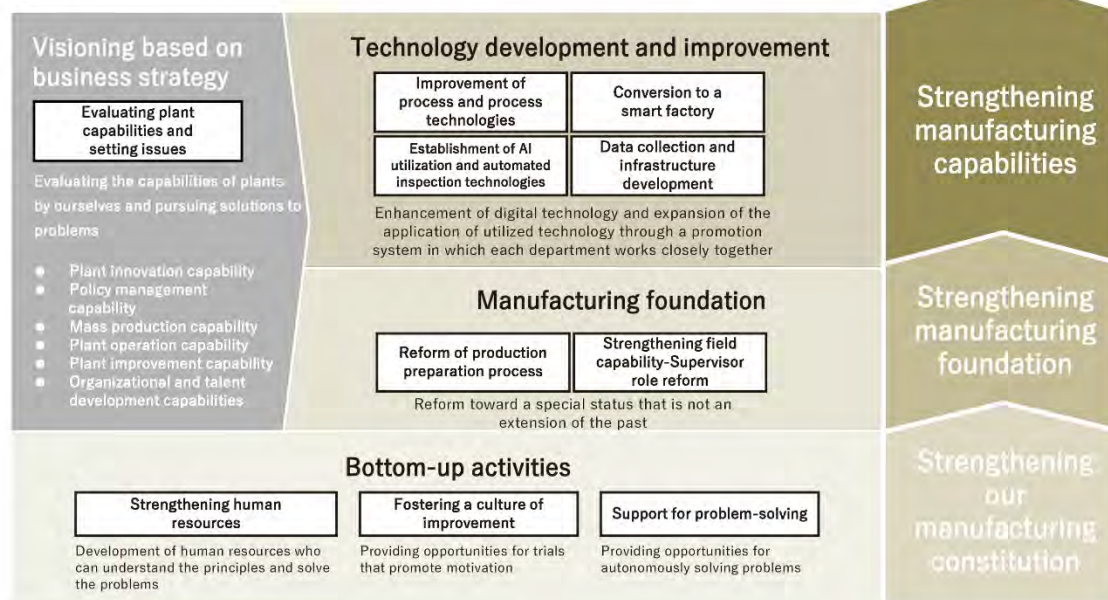 Visioning based on
business strategy
Evaluating plant
capabilities and
setting issues
Evaluating the capabilities of plants
by ourselves and pursuing solutions to
problems
● Plant innovation capability
● Policy management
capability
● Mass production capability
● Plant operation capability
● Plant improvement capability
● Organizational and talent
development capabilities
Technology development and improvement
Improvement of
process and process
technologies
Conversion to a
smart factory
Establishment of AI
utilization and automated
inspection technologies
Data collection and
infrastructure
development
Enhancement of digital technology and expansion of the
application of utilized technology through a promotion
system in which each department works closely together
Manufacturing foundation
Reform of production
preparation process
Strengthening field
capability-Supervisor
role reform
Reform toward a special status that is not an
extension of the past
Bottom-up activities
Strengthening human
resources
Development of human resources who
can understand the principles and solve
the problems
Fostering a culture of
improvement
Providing opportunities for trials
that promote motivation
Support for problem-solving
Providing opportunities for
autonomously solving problems
Strengthening
manufacturing
capabilities
Strengthening
manufacturing
foundation
Strengthening
our
manufacturing
constitution